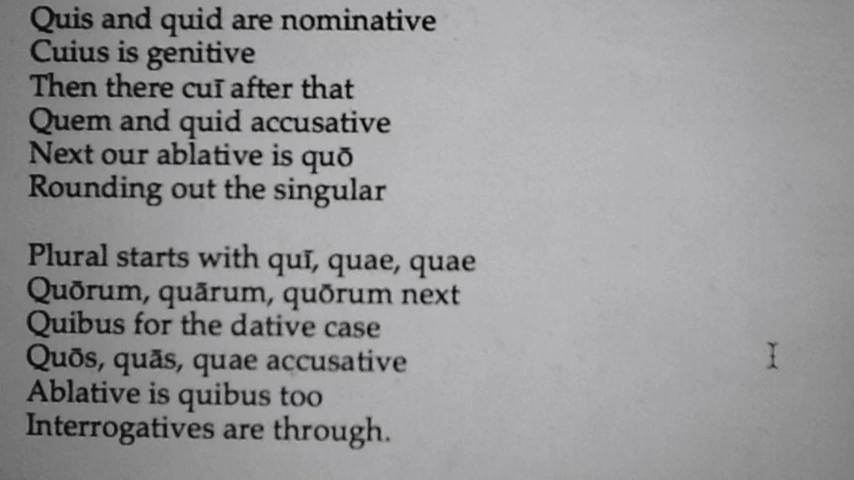 Quis and quid are nominative
Cuius is genitive
Then there cuī after that
Quem and quid accusative
Next our ablative is quō
Rounding out the singular
Plural starts with quī, quae, quae
Quōrum, quārum, quōrum next
Quibus for the dative case
Quōs, quās, quae accusative
Ablative is quibus too
Interrogatives are through.